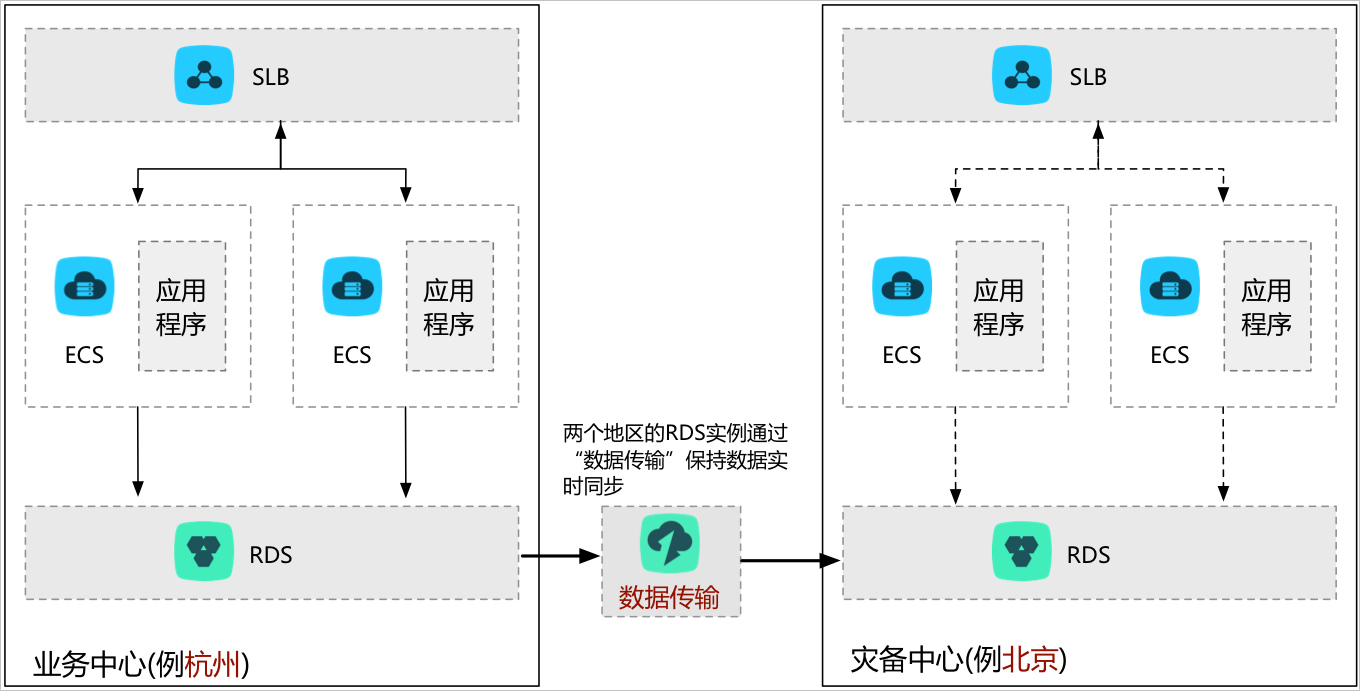 SLB
ECS
应用
程序
ECS
应用
程序
RDS
业务中心(例杭州)
两个地区的RDS实例通过
“数据传输”保持数据实
时同步
数据传输
SLB
ECS
应用
程序
ECS
应用
程序
RDS
灾备中心(例北京)